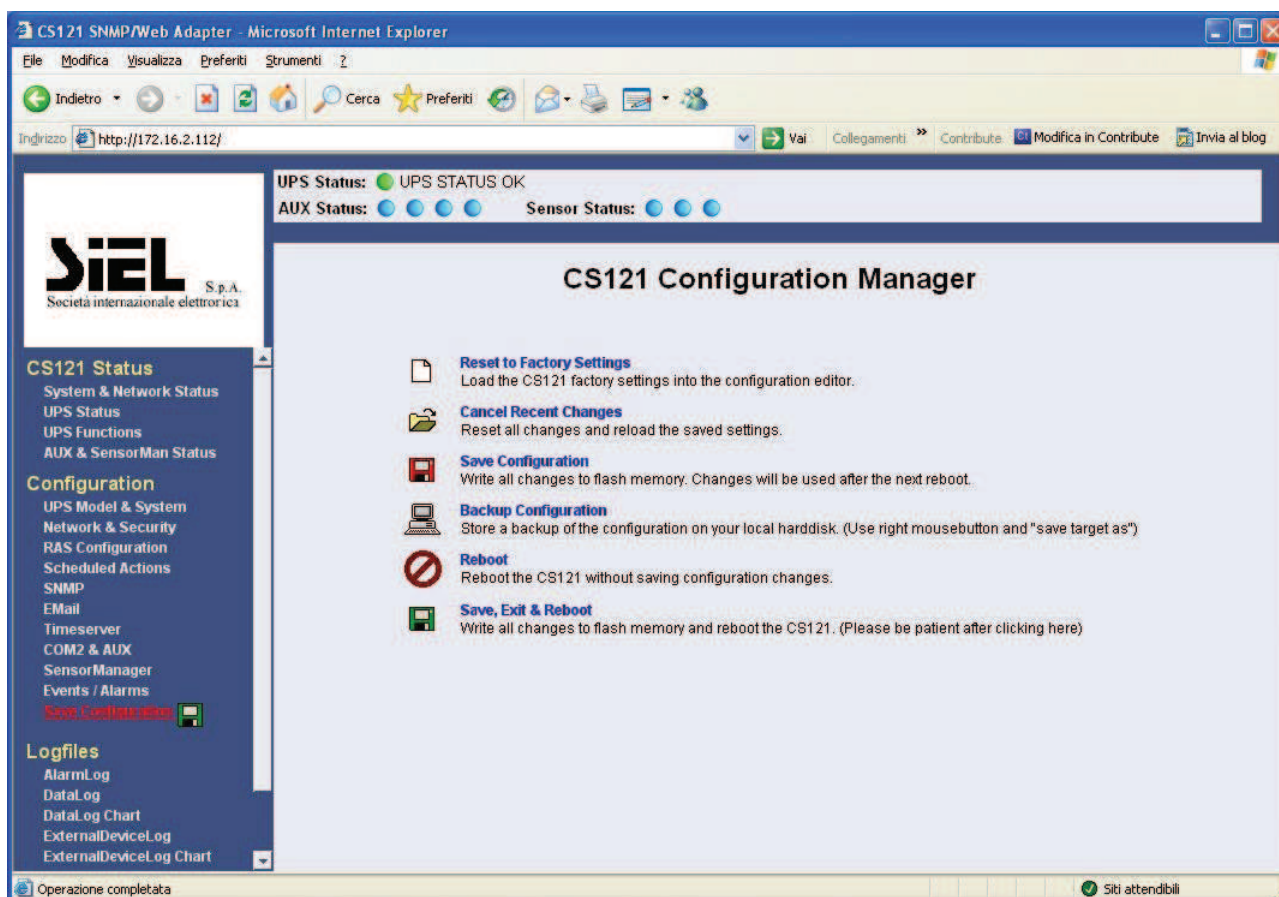 CS121 SNMP/Web Adapter - Microsoft Internet Explorer
File Modifica Visualizza Preferiti Strumenti ?
Indietro Cerca Preferiti
Indirizzo http://172.16.2.112/ Vai Collegamenti » Contribute Ct Modifica in Contribute Invia al blog
UPS Status: UPS STATUS OK
AUX Status: Sensor Status:
SiEL S.p.A.
Società internazionale elettronica
CS121 Configuration Manager
CS121 Status
System & Network Status
UPS Status
UPS Functions
AUX & SensorMan Status
Configuration
UPS Model & System
Network & Security
RAS Configuration
Scheduled Actions
SNMP
EMail
Timeserver
COM2 & AUX
SensorManager
Events / Alarms
Save Configuration
Logfiles
AlarmLog
DataLog
DataLog Chart
ExternalDeviceLog
ExternalDeviceLog Chart
Reset to Factory Settings
Load the CS121 factory settings into the configuration editor.
Cancel Recent Changes
Reset all changes and reload the saved settings.
Save Configuration
Write all changes to flash memory. Changes will be used after the next reboot.
Backup Configuration
Store a backup of the configuration on your local harddisk. (Use right mousebutton and "save target as")
Reboot
Reboot the CS121 without saving configuration changes.
Save, Exit & Reboot
Write all changes to flash memory and reboot the CS121. (Please be patient after clicking here)
Operazione completata
Siti attendibili